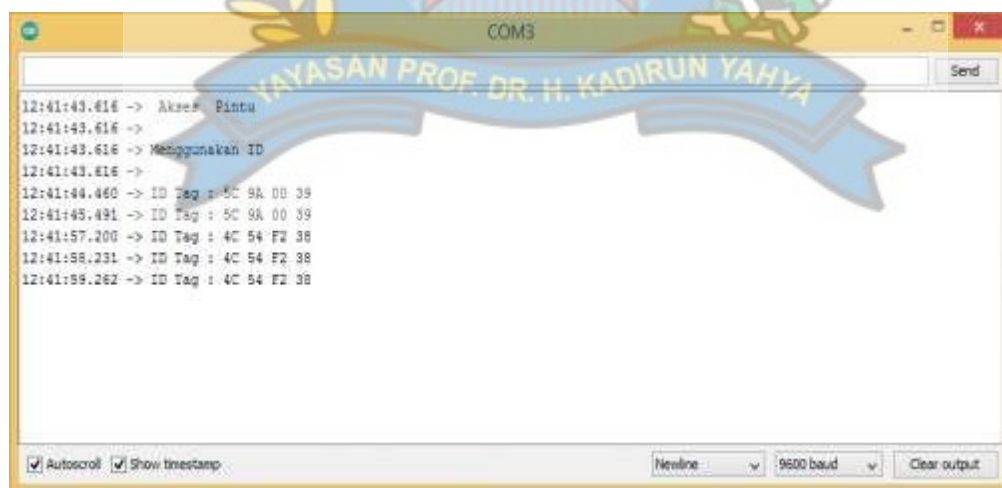 COM3
YAYASAN PROF. DR. H. KADIRUN YAHYA
Send
12:41:43.616 -> Akses Pintu
12:41:43.616 ->
12:41:43.616 -> Menggunakan ID
12:41:43.616 ->
12:41:44.460 -> ID Tag : 5C 9A 00 39
12:41:45.491 -> ID Tag : 5C 9A 00 39
12:41:57.200 -> ID Tag : 4C 54 F2 38
12:41:58.231 -> ID Tag : 4C 54 F2 38
12:41:59.262 -> ID Tag : 4C 54 F2 38
Autoscroll Show timestamp Newline 9600 baud Clear output